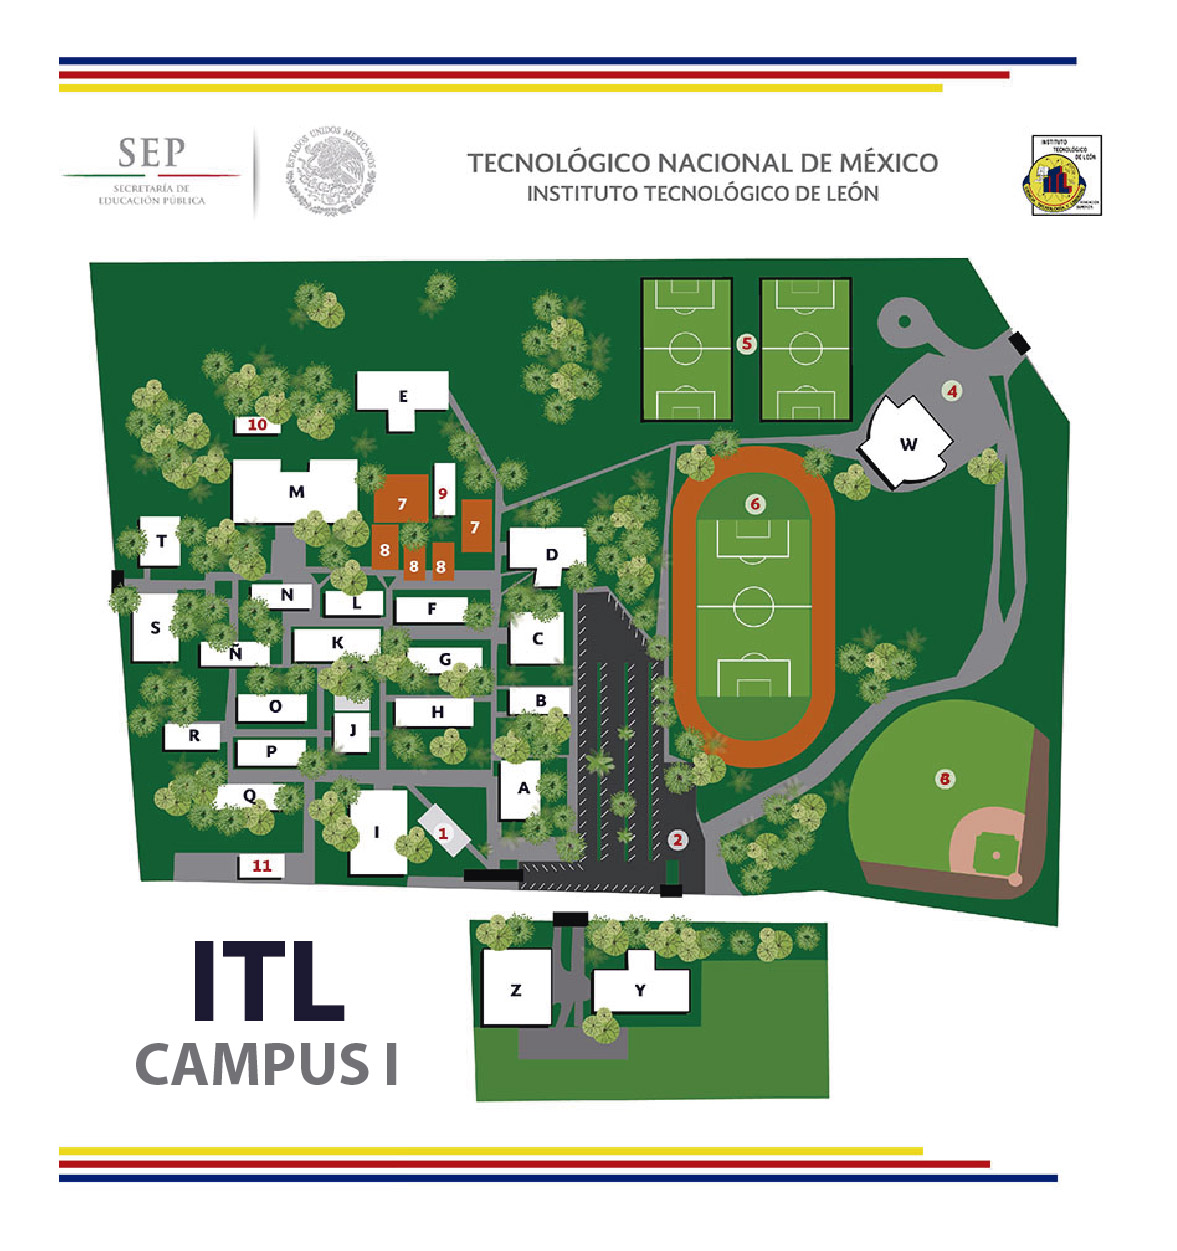 SEP
SECRETARÍA DE
EDUCACIÓN PÚBLICA
ESTADOS UNIDOS MEXICANOS
TECNOLÓGICO NACIONAL DE MÉXICO
INSTITUTO TECNOLÓGICO DE LEÓN
INSTITUTO
TECNOLÓGICO
DE LEÓN
ITL
5
4
E
10
W
M
7
9
6
7
T
8
8
8
D
N
L
F
S
Ñ
K
G
C
O
H
B
R
P
J
Q
A
I
1
2
11
Z
Y
ITL
CAMPUS I